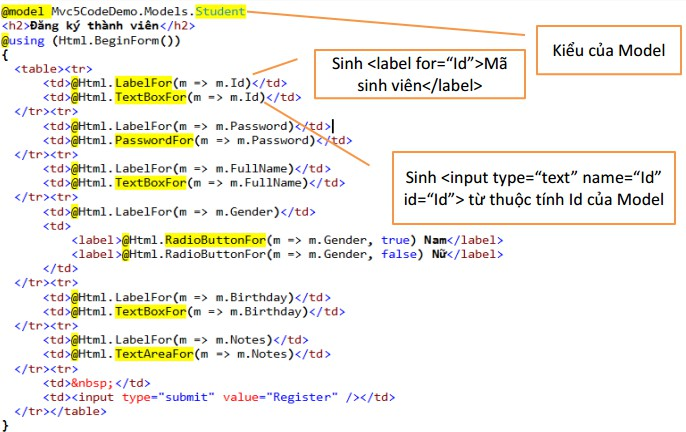 @model Mvc5CodeDemo.Models.Student
<h2>Đăng ký thành viên</h2>
@using (Html.BeginForm())
{
<table><tr>
<td>@Html.LabelFor(m => m.Id)</td>
<td>@Html.TextBoxFor(m => m.Id)</td>
</tr><tr>
<td>@Html.LabelFor(m => m.Password)</td>
<td>@Html.PasswordFor(m => m.Password)</td>
</tr><tr>
<td>@Html.LabelFor(m => m.FullName)</td>
<td>@Html.TextBoxFor(m => m.FullName)</td>
</tr><tr>
<td>@Html.LabelFor(m => m.Gender)</td>
<td>
<label>@Html.RadioButtonFor(m => m.Gender, true) Nam</label>
<label>@Html.RadioButtonFor(m => m.Gender, false) Nữ</label>
</td>
</tr><tr>
<td>@Html.LabelFor(m => m.Birthday)</td>
<td>@Html.TextBoxFor(m => m.Birthday)</td>
</tr><tr>
<td>@Html.LabelFor(m => m.Notes)</td>
<td>@Html.TextAreaFor(m => m.Notes)</td>
</tr><tr>
<td>&nbsp;</td>
<td><input type="submit" value="Register" /></td>
</tr></table>
}
Kiểu của Model
Sinh <label for=“Id”>Mã
sinh viên</label>
Sinh <input type=“text” name=“Id”
id=“Id”> từ thuộc tính Id của Model